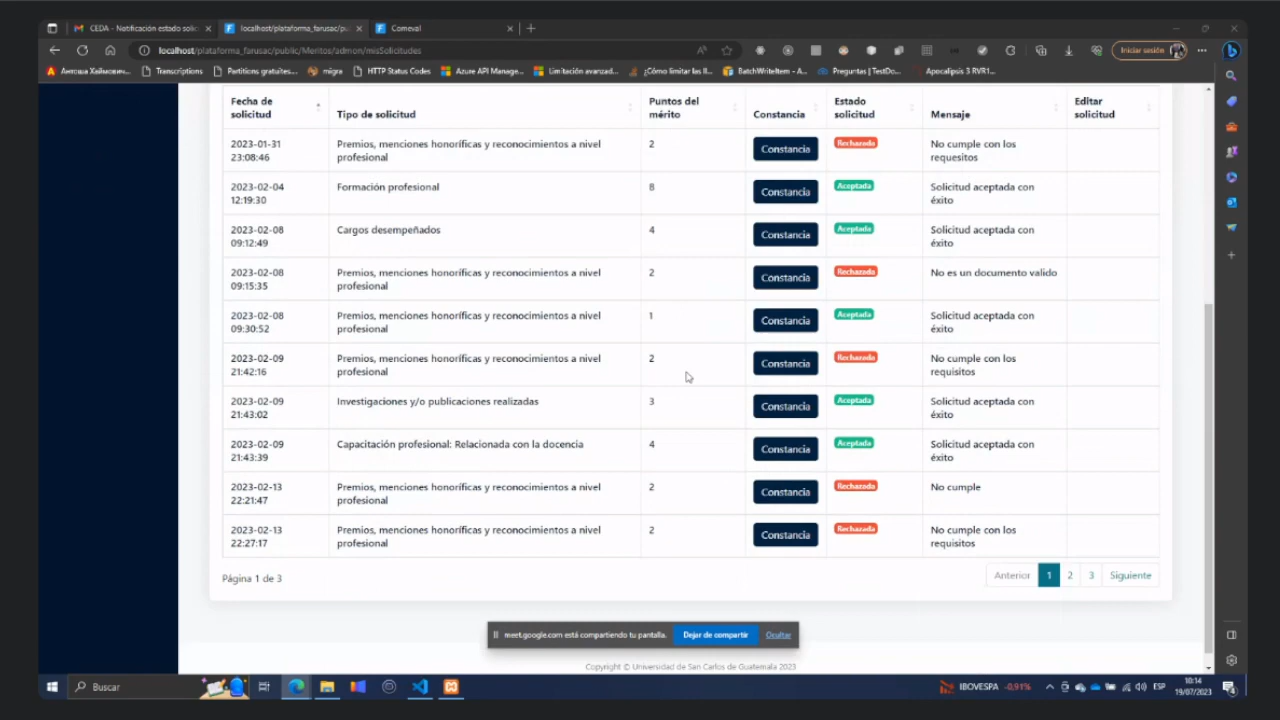 CEDA - Notificación estado solic
localhost/plataforma_farusac/pu
Comeval
localhost/plataforma_farusac/public/Meritos/admon/misSolicitudes
Iniciar sesión
Антоша Хаймович...
Transcriptions
Partitions gratuites...
migra
HTTP Status Codes
Azure API Manage...
Limitación avanzad...
¿Cómo limitar las ll...
BatchWriteItem - A...
Preguntas | TestDo...
Apocalipsis 3 RVR1...
Fecha de solicitud Tipo de solicitud Puntos del mérito Constancia Estado solicitud Mensaje Editar solicitud
2023-01-31 23:08:46 Premios, menciones honoríficas y reconocimientos a nivel profesional 2 Constancia Rechazada No cumple con los requesitos
2023-02-04 12:19:30 Formación profesional 8 Constancia Aceptada Solicitud aceptada con éxito
2023-02-08 09:12:49 Cargos desempeñados 4 Constancia Aceptada Solicitud aceptada con éxito
2023-02-08 09:15:35 Premios, menciones honoríficas y reconocimientos a nivel profesional 2 Constancia Rechazada No es un documento valido
2023-02-08 09:30:52 Premios, menciones honoríficas y reconocimientos a nivel profesional 1 Constancia Aceptada Solicitud aceptada con éxito
2023-02-09 21:42:16 Premios, menciones honoríficas y reconocimientos a nivel profesional 2 Constancia Rechazada No cumple con los requisitos
2023-02-09 21:43:02 Investigaciones y/o publicaciones realizadas 3 Constancia Aceptada Solicitud aceptada con éxito
2023-02-09 21:43:39 Capacitación profesional: Relacionada con la docencia 4 Constancia Aceptada Solicitud aceptada con éxito
2023-02-13 22:21:47 Premios, menciones honoríficas y reconocimientos a nivel profesional 2 Constancia Rechazada No cumple
2023-02-13 22:27:17 Premios, menciones honoríficas y reconocimientos a nivel profesional 2 Constancia Rechazada No cumple con los requisitos
Página 1 de 3
Anterior 1 2 3 Siguiente
meet.google.com está compartiendo tu pantalla. Dejar de compartir Ocultar
Copyright © Universidad de San Carlos de Guatemala 2023
Buscar
IBOVESPA -0,91%
ESP
10:14
19/07/2023